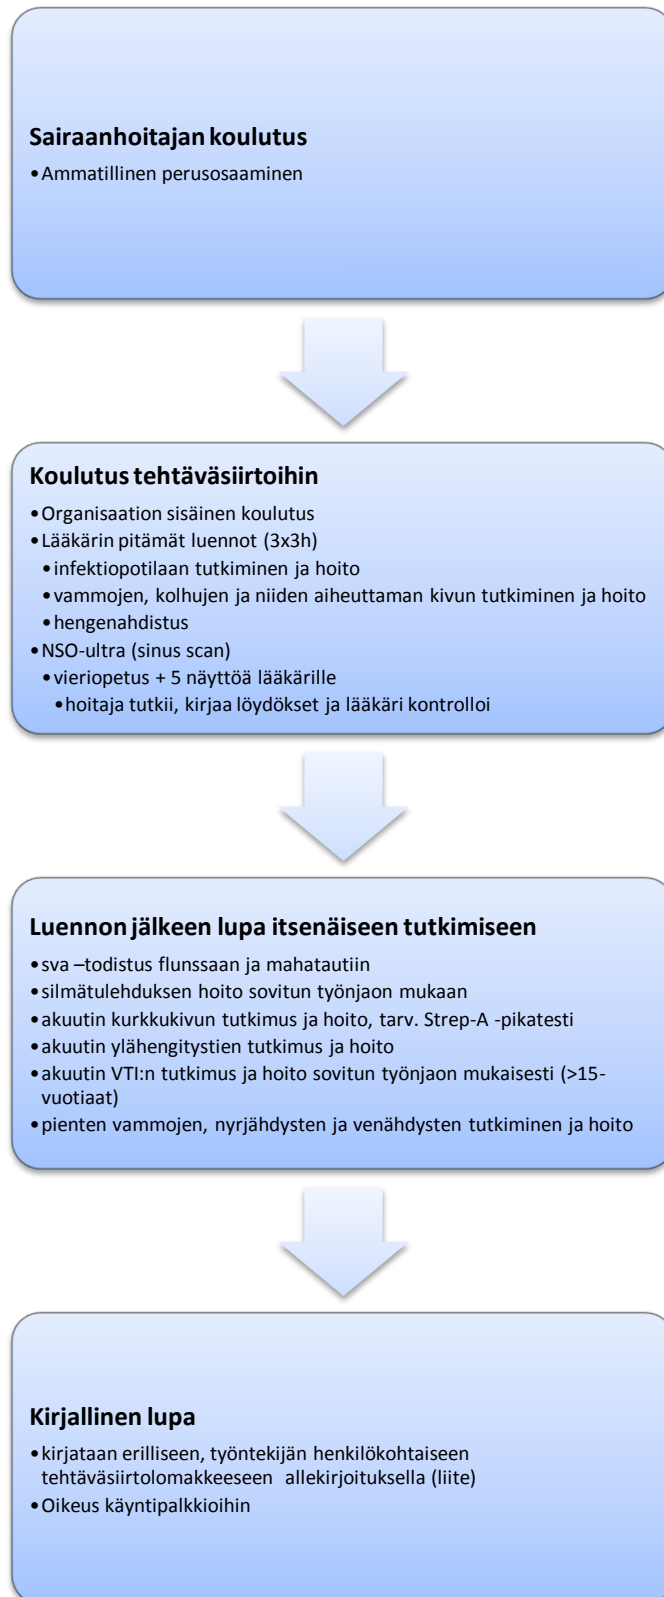 Sairaanhoitajan koulutus
•Ammatillinen perusosaaminen
Koulutus tehtäväsiirtoihin
•Organisaation sisäinen koulutus
•Lääkärin pitämät luennot (3x3h)
•infektiopotilaan tutkiminen ja hoito
•vammojen, kolhujen ja niiden aiheuttaman kivun tutkiminen ja hoito
•hengenahdistus
•NSO-ultra (sinus scan)
•vieriopetus + 5 näyttöä lääkärille
•hoitaja tutkii, kirjaa löydökset ja lääkäri kontrolloi
Luennon jälkeen lupa itsenäiseen tutkimiseen
•sva –todistus flunssaan ja mahatautiin
•silmätulehduksen hoito sovitun työnjaon mukaan
•akuutin kurkkukivun tutkimus ja hoito, tarv. Strep-A -pikatesti
•akuutin ylähengitystien tutkimus ja hoito
•akuutin VTI:n tutkimus ja hoito sovitun työnjaon mukaisesti (>15-
vuotiaat)
•pienten vammojen, nyrjähdysten ja venähdysten tutkiminen ja hoito
Kirjallinen lupa
•kirjataan erilliseen, työntekijän henkilökohtaiseen
tehtäväsiirtolomakkeeseen allekirjoituksella (liite)
•Oikeus käyntipalkkioihin